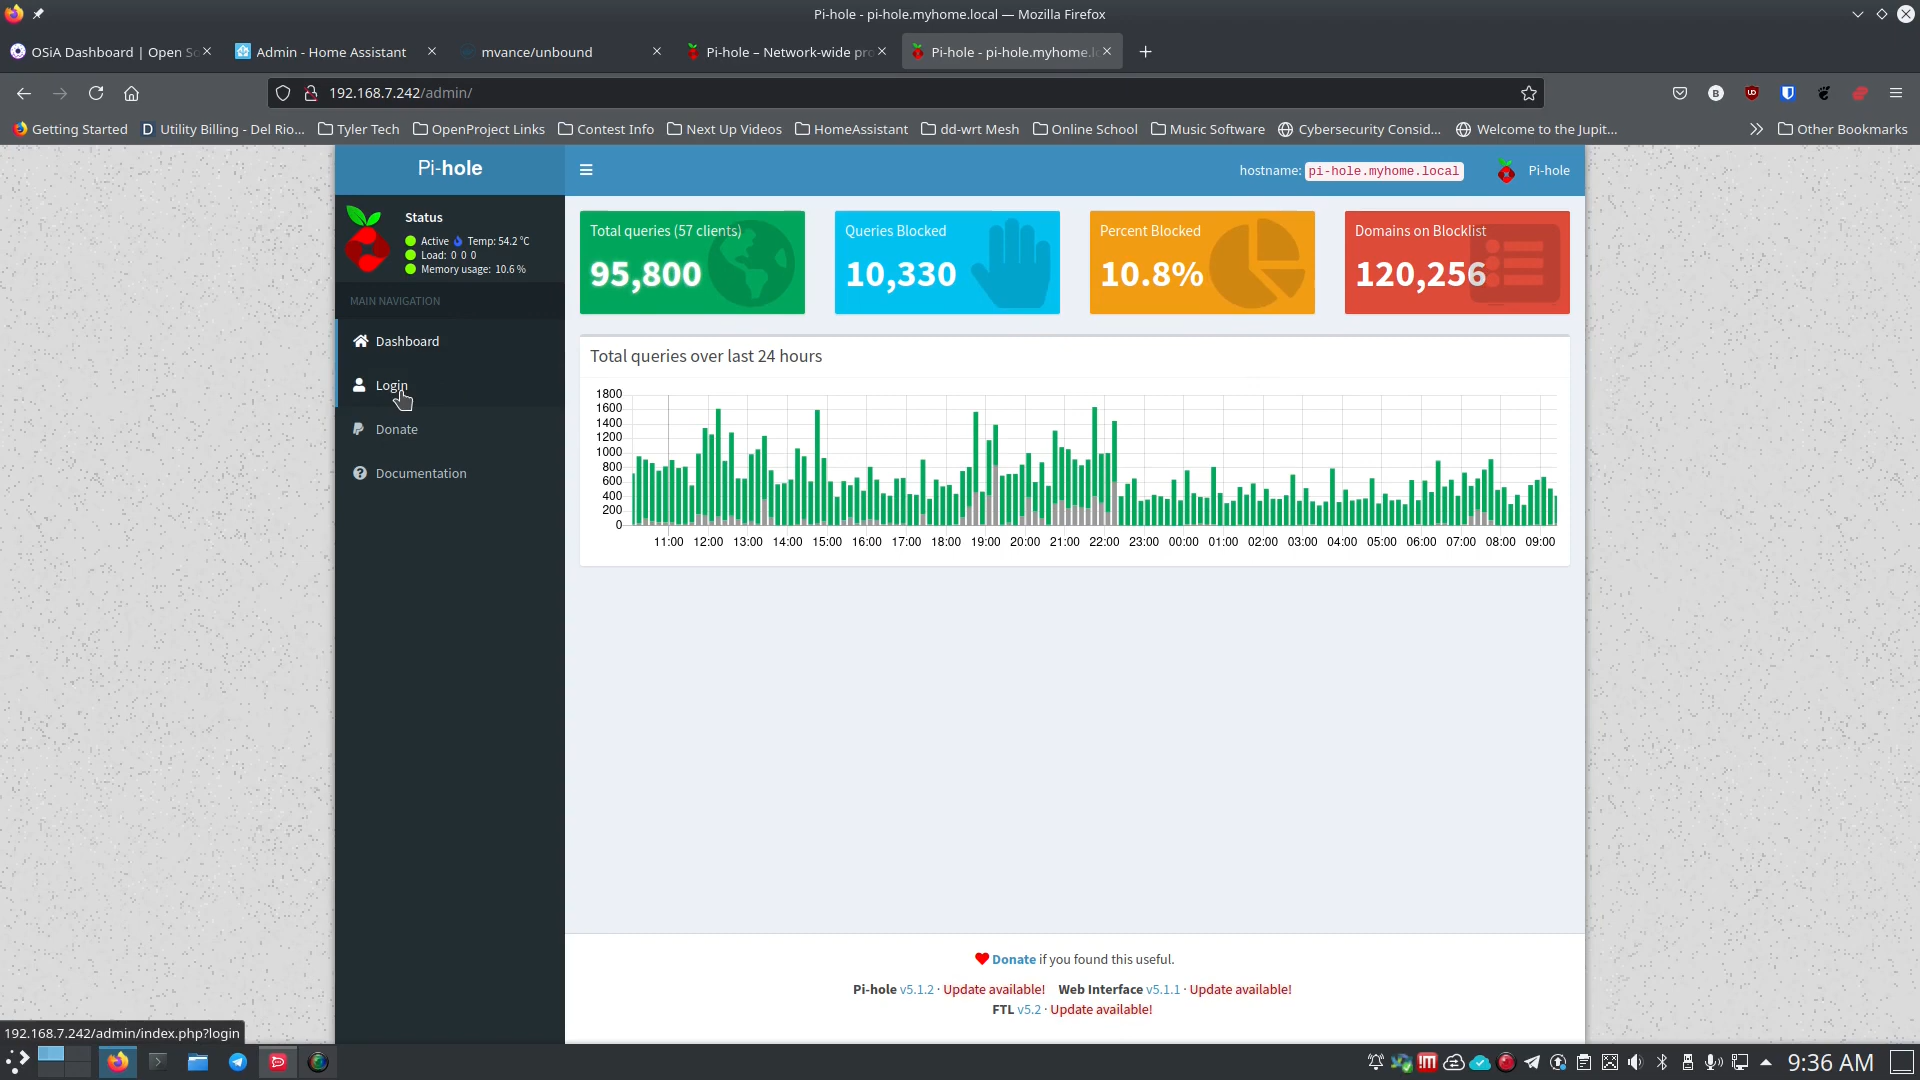 Pi-hole - pi-hole.myhome.local — Mozilla Firefox
OSiA Dashboard | Open S
Admin - Home Assistant
mvance/unbound
Pi-hole – Network-wide pro
Pi-hole - pi-hole.myhome.l
192.168.7.242/admin/
Getting Started
Utility Billing - Del Rio...
Tyler Tech
OpenProject Links
Contest Info
Next Up Videos
HomeAssistant
dd-wrt Mesh
Online School
Music Software
Cybersecurity Consid...
Welcome to the Jupit...
Other Bookmarks
Pi-hole
hostname: pi-hole.myhome.local
Pi-hole
Status
Active Temp: 54.2 °C
Load: 0 0 0
Memory usage: 10.6 %
MAIN NAVIGATION
Dashboard
Login
Donate
Documentation
Total queries (57 clients)
95,800
Queries Blocked
10,330
Percent Blocked
10.8%
Domains on Blocklist
120,256
Total queries over last 24 hours
1800
1600
1400
1200
1000
800
600
400
200
0
11:00 12:00 13:00 14:00 15:00 16:00 17:00 18:00 19:00 20:00 21:00 22:00 23:00 00:00 01:00 02:00 03:00 04:00 05:00 06:00 07:00 08:00 09:00
Donate if you found this useful.
Pi-hole v5.1.2 · Update available! Web Interface v5.1.1 · Update available!
FTL v5.2 · Update available!
192.168.7.242/admin/index.php?login
9:36 AM